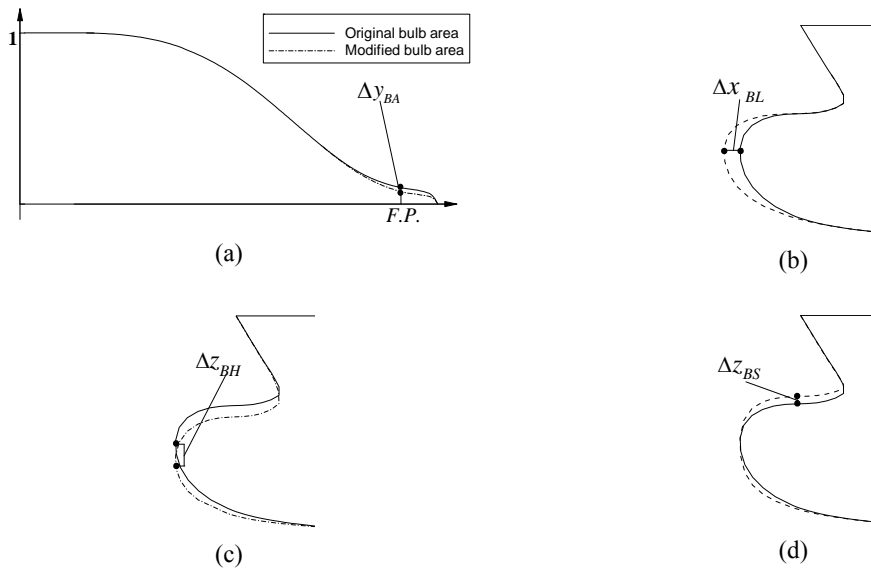 1
Original bulb area
Modified bulb area
Δy_BA
F.P.
(a)
Δx_BL
(b)
Δz_BH
(c)
Δz_BS
(d)